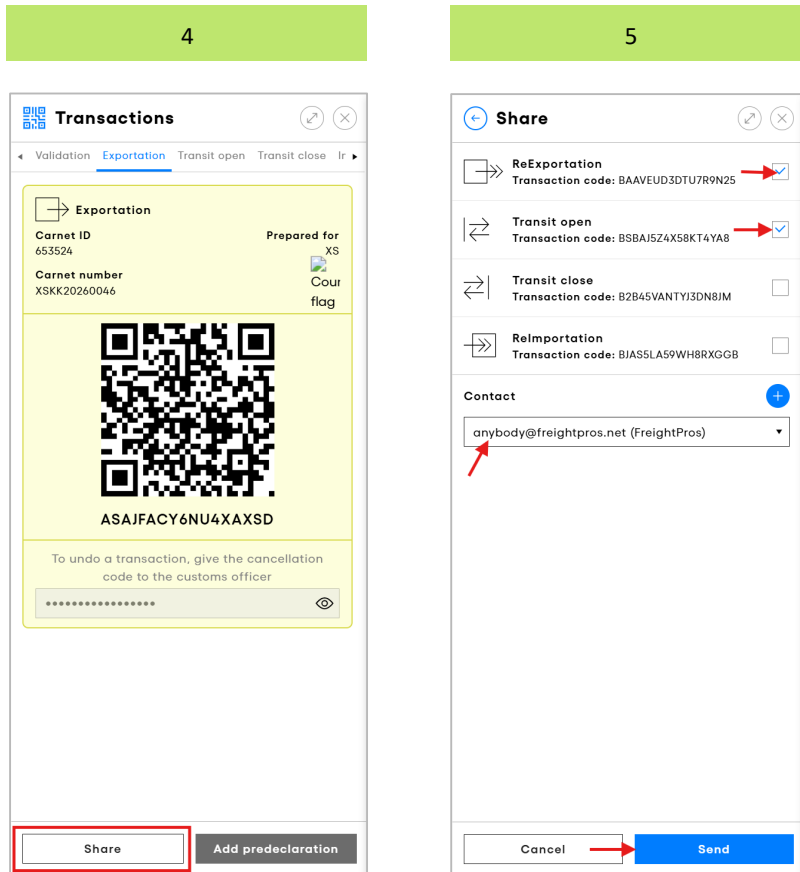 4
Transactions
Validation Exportation Transit open Transit close Ir
Exportation
Carnet ID Prepared for
653524 XS
Carnet number
XSKK20260046
Cour
flag
ASAJFACY6NU4XAXSD
To undo a transaction, give the cancellation
code to the customs officer
•••••••••••••••••
Share Add predeclaration
5
Share
ReExportation
Transaction code: BAAVEUD3DTU7R9N25
Transit open
Transaction code: BSBAJ5Z4X58KT4YA8
Transit close
Transaction code: B2B45VANTYJ3DN8JM
ReImportation
Transaction code: BJAS5LA59WH8RXGGB
Contact
anybody@freightpros.net (FreightPros)
Cancel Send